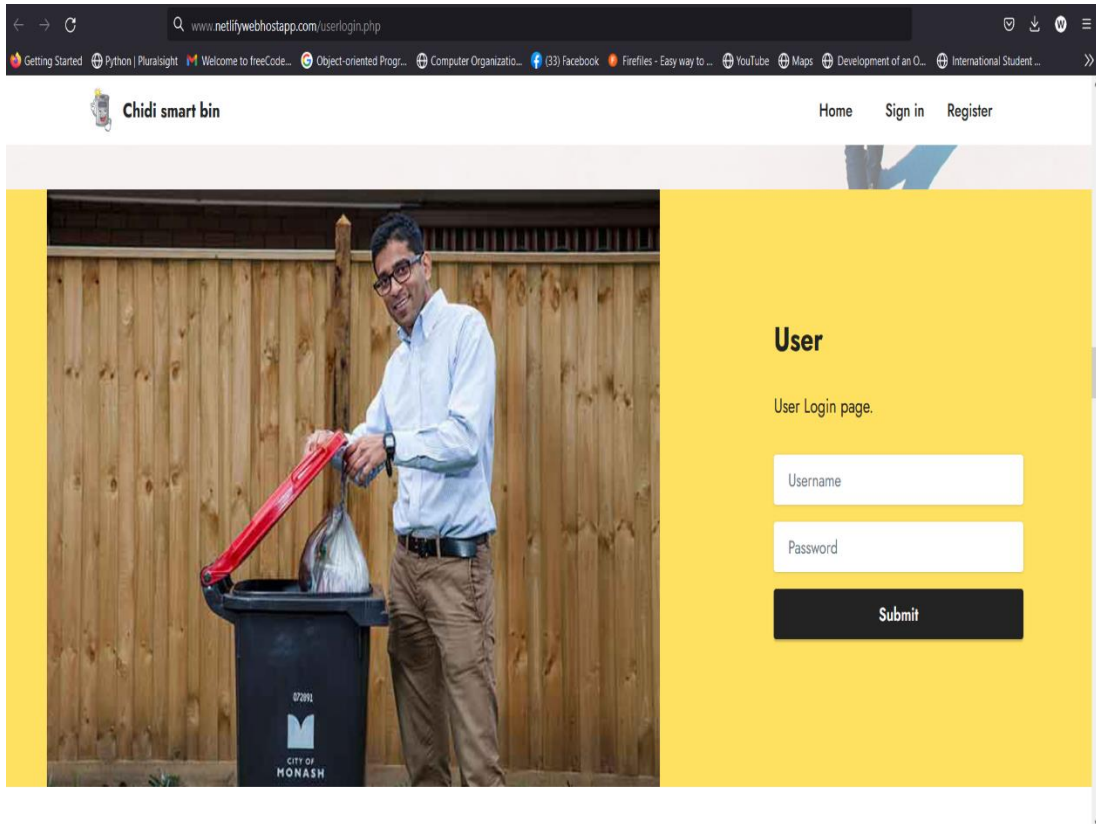 www.netlifywebhostapp.com/userlogin.php
Getting Started Python | Pluralsight Welcome to freeCode... Object-oriented Progr... Computer Organizatio... (33) Facebook Firefiles - Easy way to ... YouTube Maps Development of an O... International Student ... »
W
Chidi smart bin
Home Sign in Register
User
User Login page.
Username
Password
Submit
CITY OF
MONASH